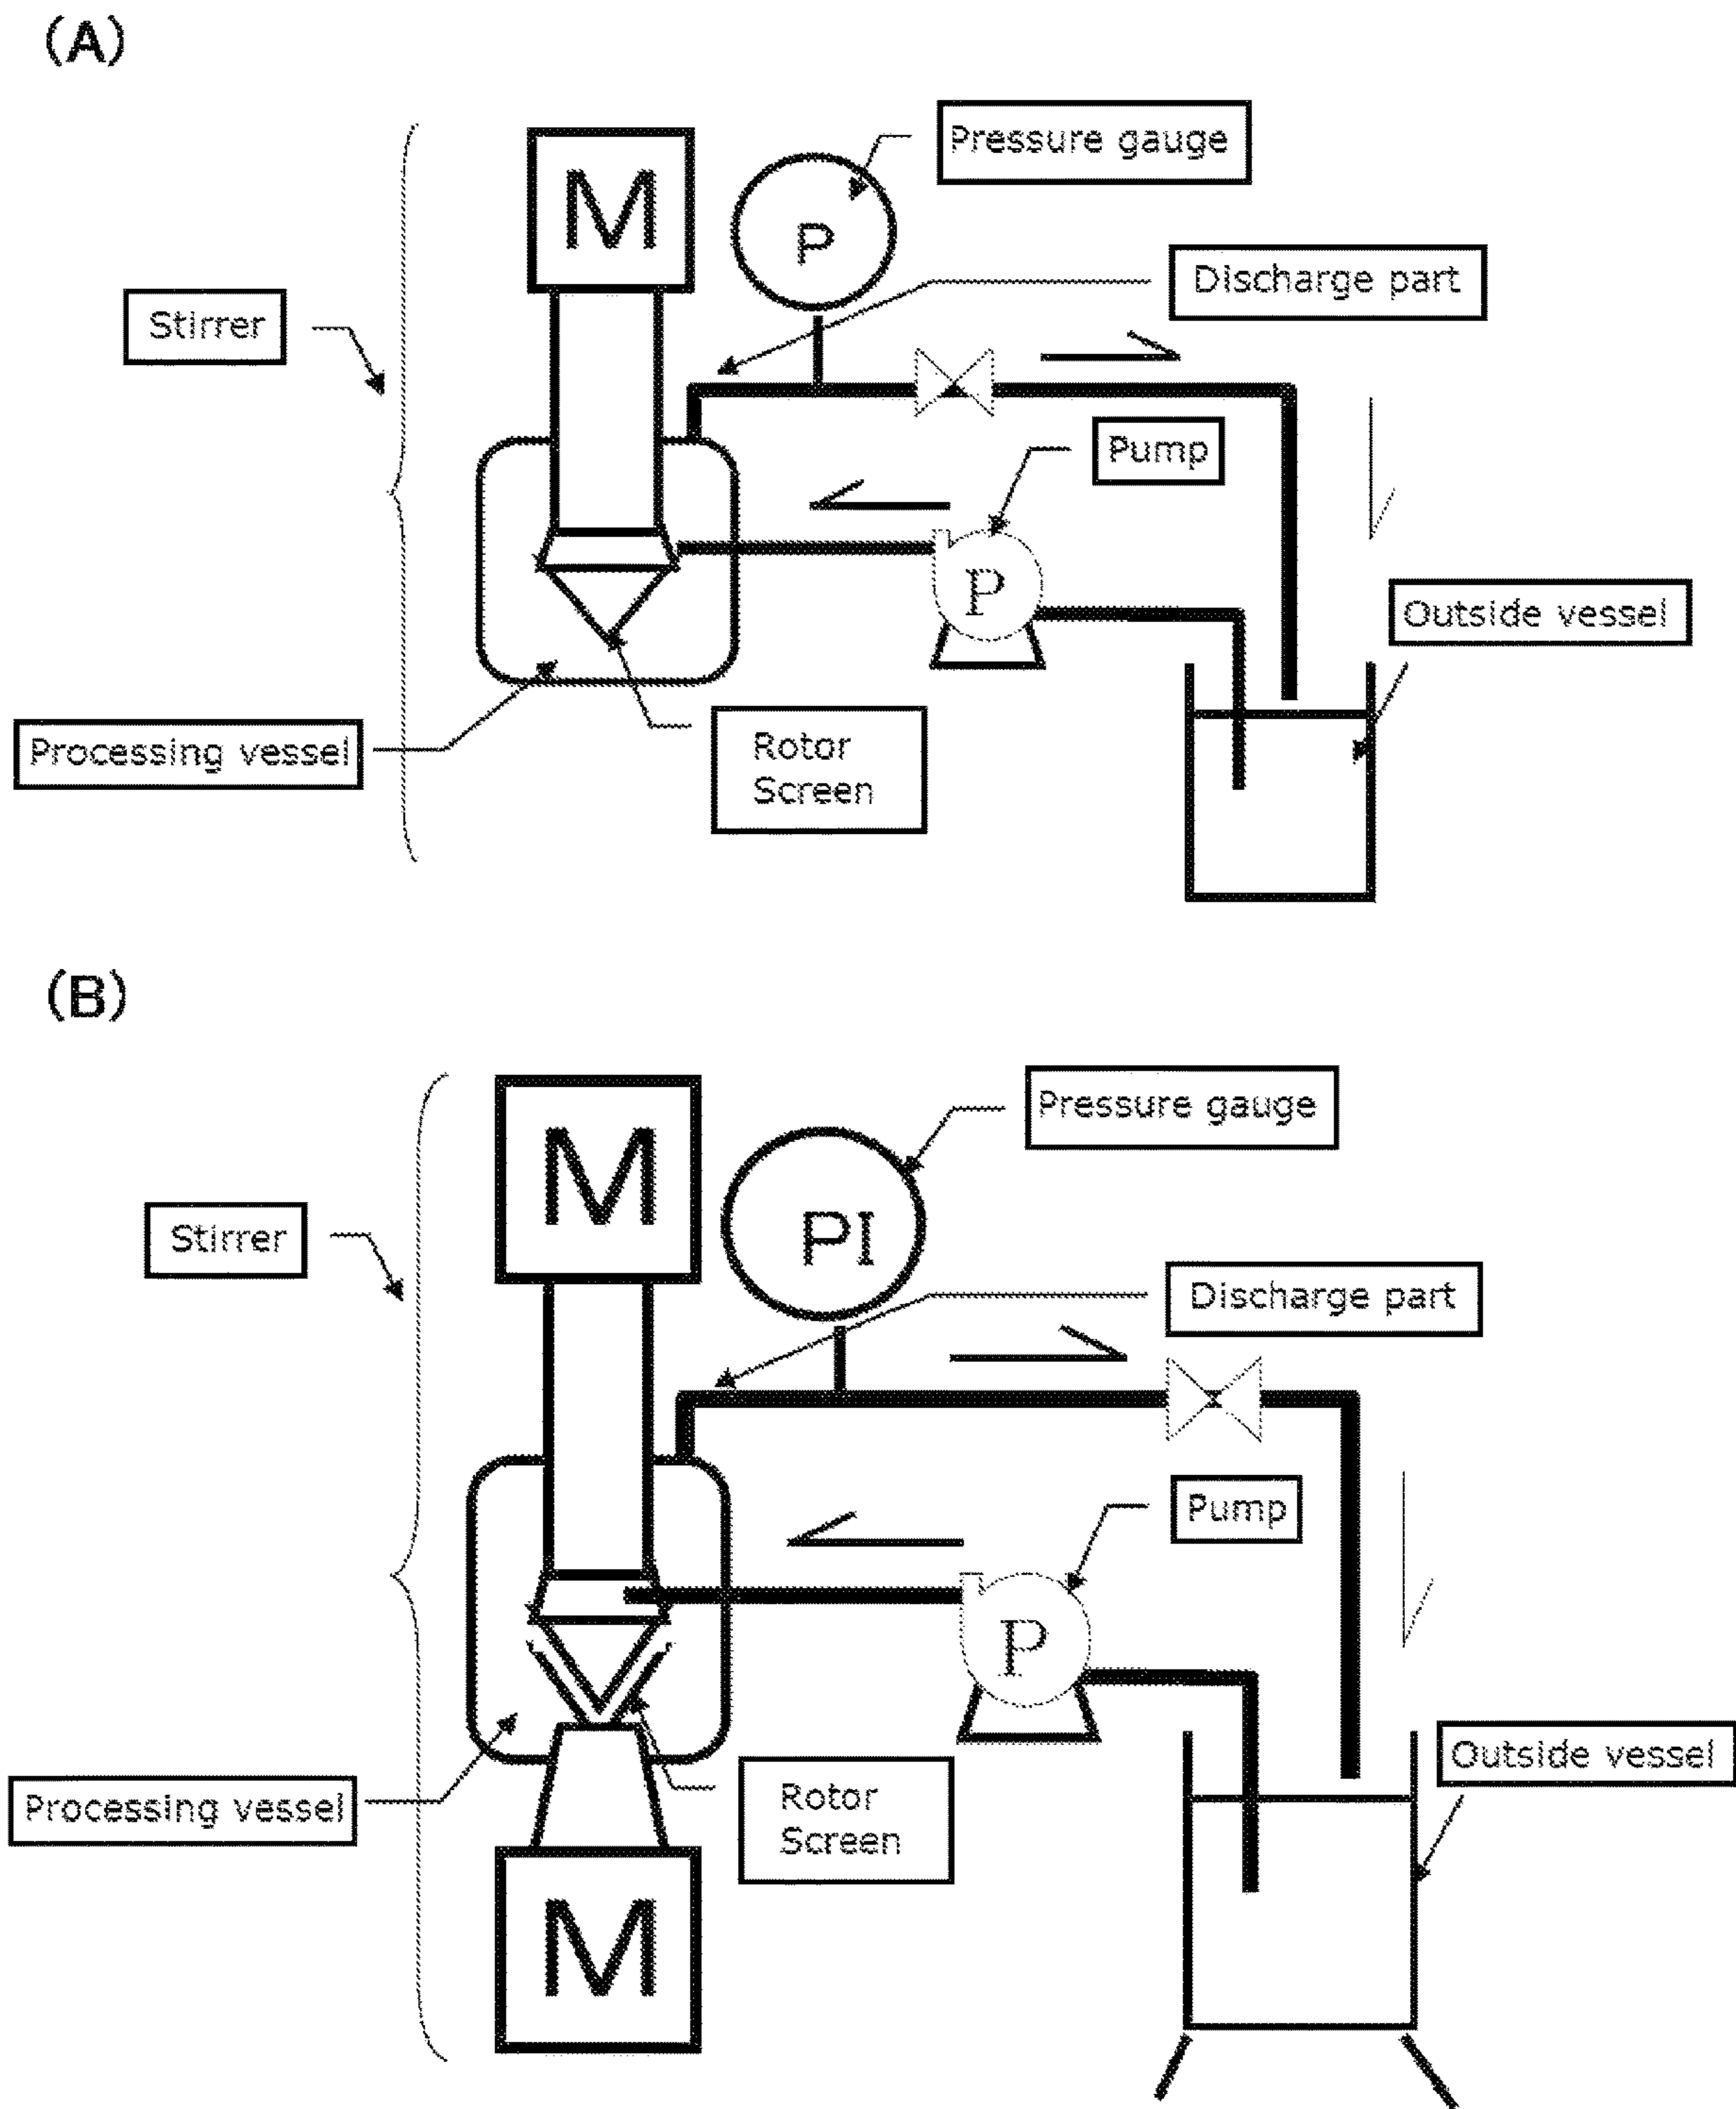 (A)
Pressure gauge
M
P
Discharge part
Stirrer
Pump
P
Outside vessel
Processing vessel
Rotor
Screen
(B)
Pressure gauge
M
PI
Stirrer
Discharge part
Pump
P
Outside vessel
Processing vessel
Rotor
Screen
M